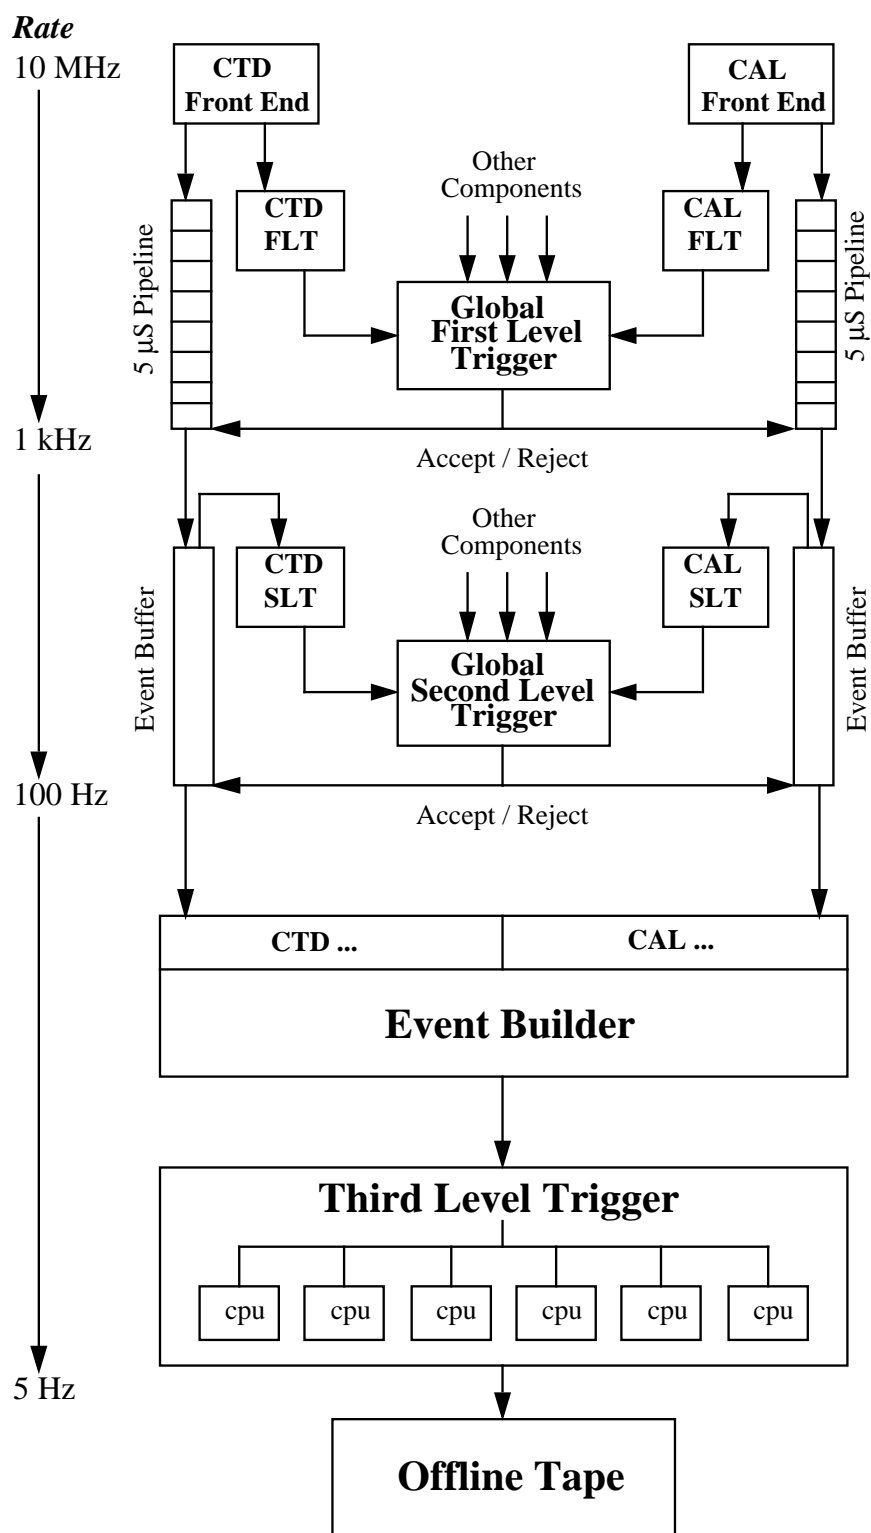 Rate
10 MHz
CTD
Front End
CAL
Front End
Other
Components
CTD
FLT
CAL
FLT
5 µS Pipeline
5 µS Pipeline
Global
First Level
Trigger
1 kHz
Accept / Reject
Other
Components
CTD
SLT
CAL
SLT
Event Buffer
Event Buffer
Global
Second Level
Trigger
100 Hz
Accept / Reject
CTD ...
CAL ...
Event Builder
Third Level Trigger
cpu
cpu
cpu
cpu
cpu
cpu
5 Hz
Offline Tape